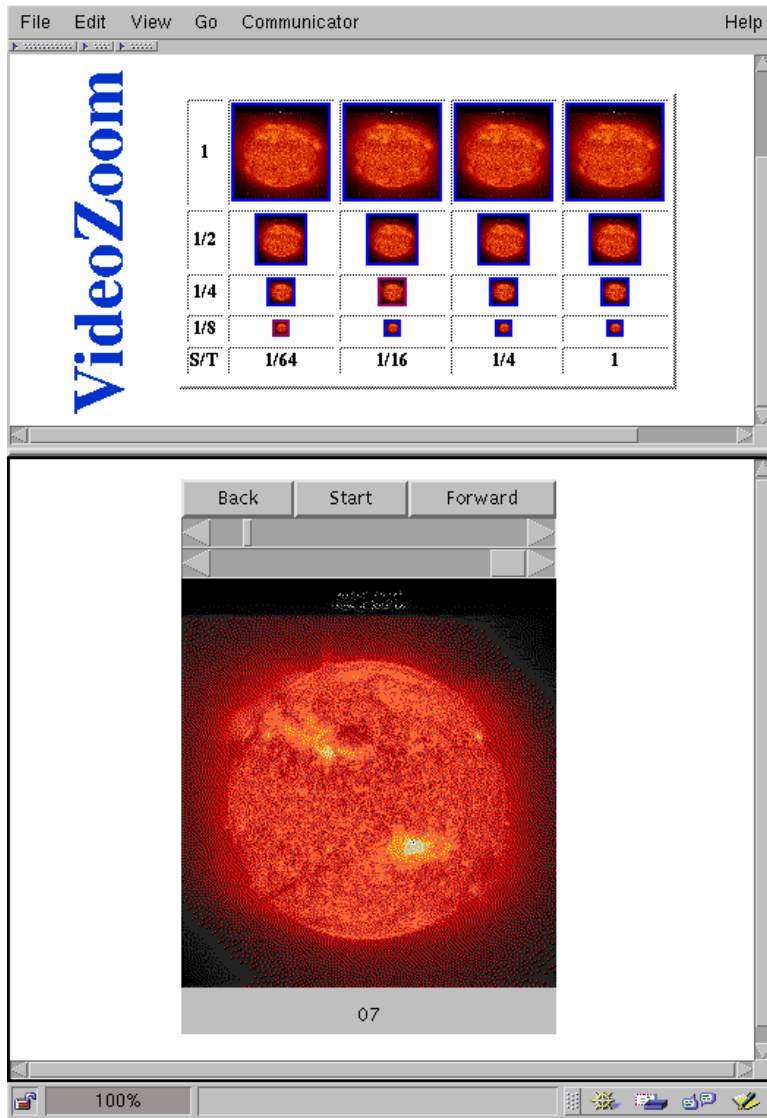 File Edit View Go Communicator Help
VideoZoom
1
1/2
1/4
1/8
S/T 1/64 1/16 1/4 1
Back Start Forward
07
100%